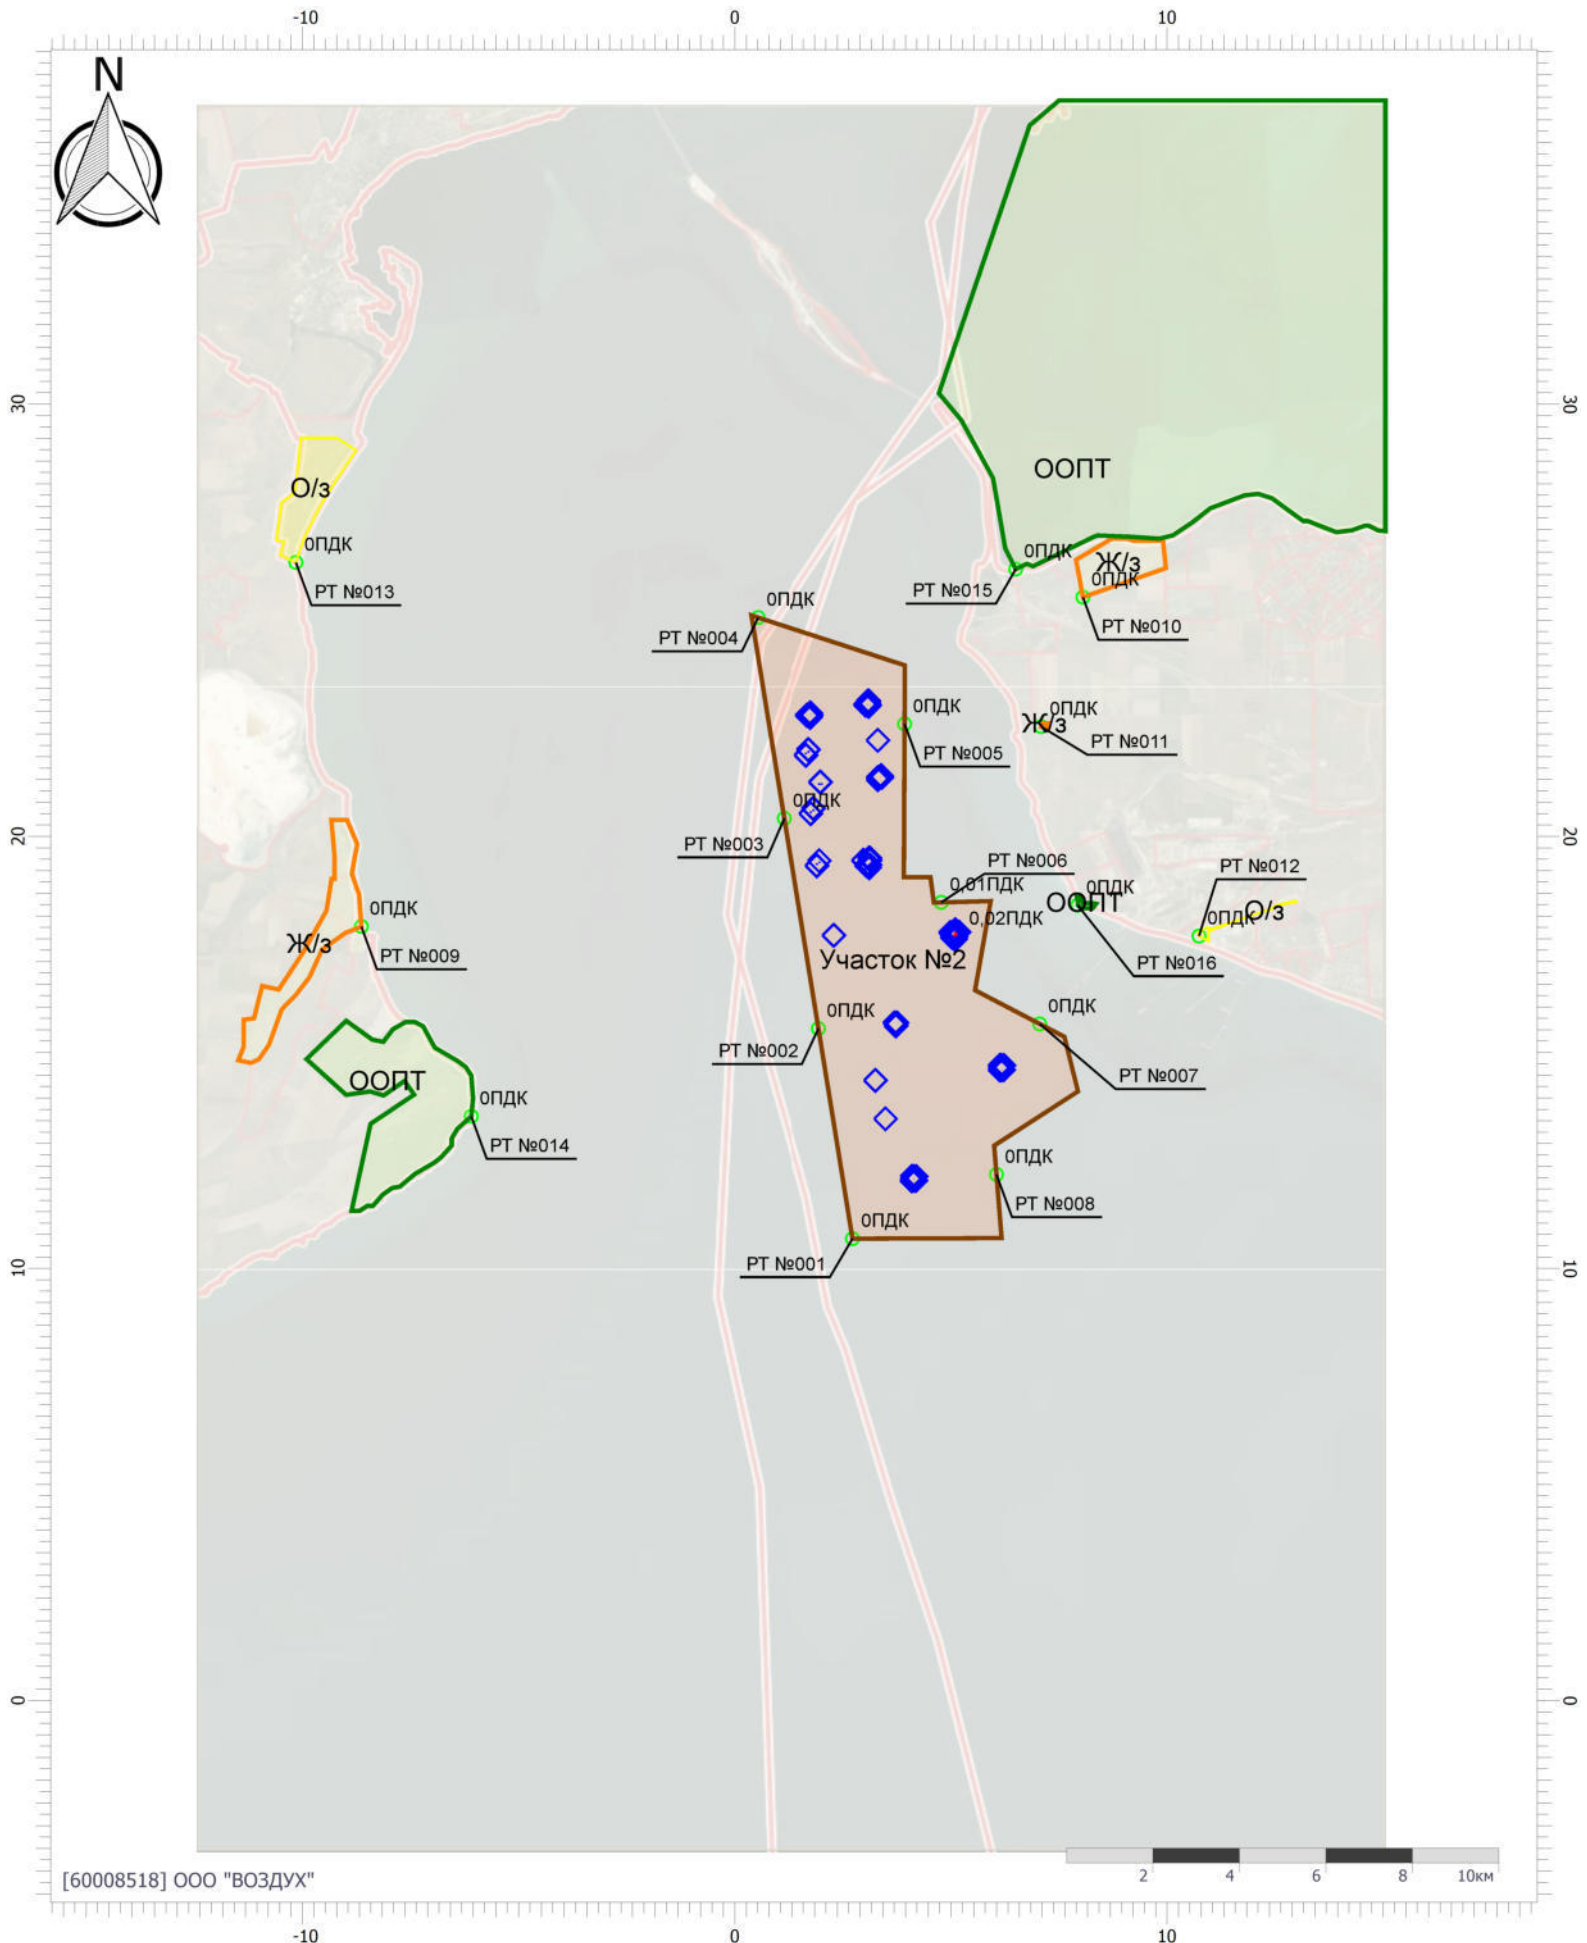 -10
0
10
N
30
30
ООПТ
О/з
0ПДК
РТ №013
0ПДК
РТ №015
Ж/з
0ПДК
РТ №010
0ПДК
РТ №004
0ПДК
РТ №005
0ПДК
Ж/з
РТ №011
0ПДК
РТ №003
20
20
РТ №006
0,01ПДК
РТ №012
0ПДК
ООПТ
О/з
0ПДК
РТ №016
0ПДК
Ж/з
РТ №009
0,02ПДК
Участок №2
0ПДК
РТ №002
0ПДК
РТ №007
ООПТ
0ПДК
РТ №014
0ПДК
РТ №008
0ПДК
РТ №001
10
10
0
0
[60008518] ООО "ВОЗДУХ"
2
4
6
8
10км
-10
0
10